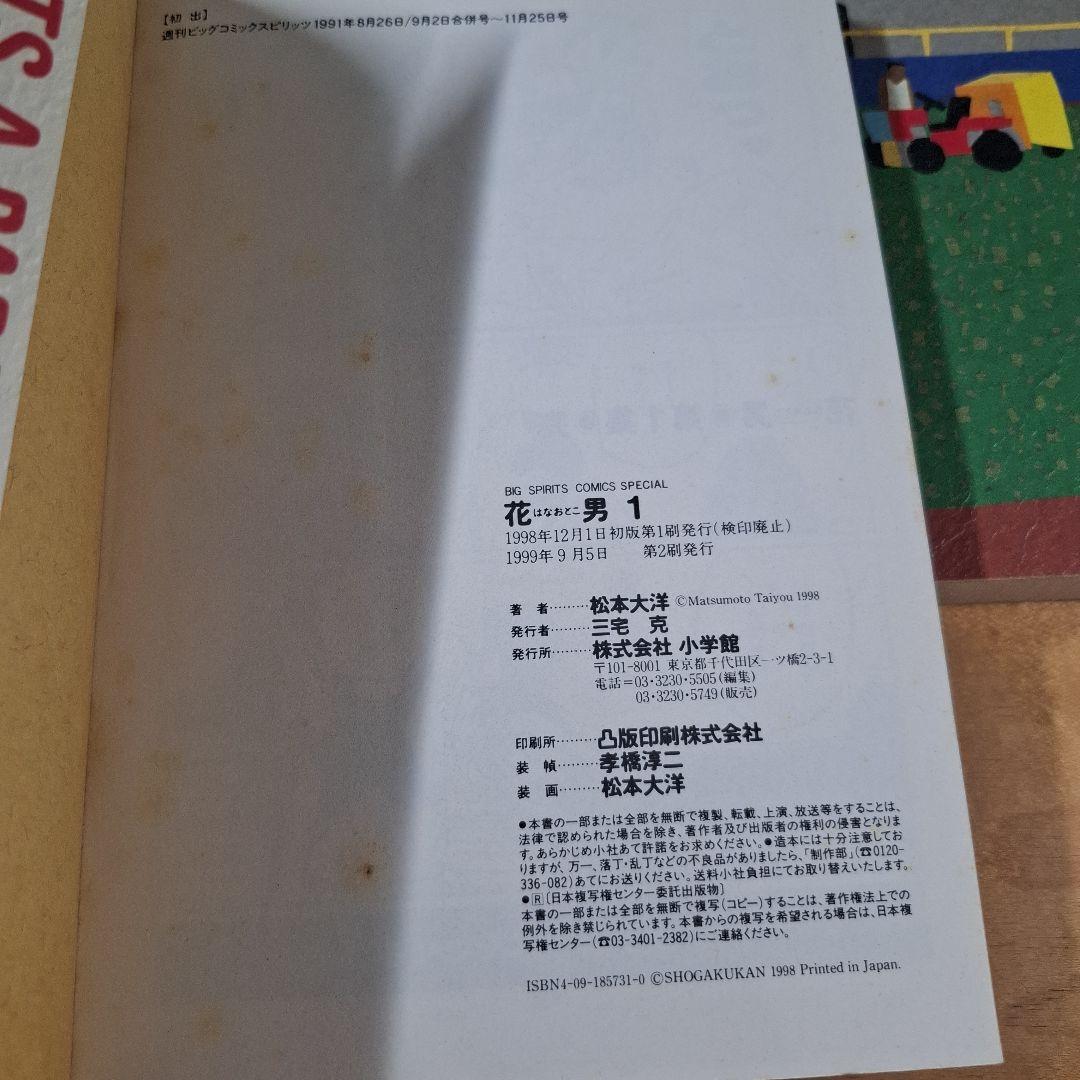 [初 出]
週刊ビッグコミックスピリッツ1991年8月26日/9月2日合併号〜11月25日号
BIG SPIRITS COMICS SPECIAL
花はなおとこ男 1
1998年12月1日初版第1刷発行(検印廃止)
1999年9月5日 第2刷発行
著 者………松本大洋 ©Matsumoto Taiyou 1998
発行者………三宅 克
発行所………株式会社 小学館
〒101-8001 東京都千代田区一ツ橋2-3-1
電話=03・3230・5505(編集)
03・3230・5749(販売)
印刷所………凸版印刷株式会社
装 幀………孝橋淳二
装 画………松本大洋
●本書の一部または全部を無断で複製、転載、上演、放送等をすることは、
法律で認められた場合を除き、著作者及び出版者の権利の侵害となりま
す。あらかじめ小社あて許諾をお求めください。●造本には十分注意してお
りますが、万一、落丁・乱丁などの不良品がありましたら、「制作部」(☎0120-
336-082)あてにお送りください。送料小社負担にてお取り替えいたします。
●Ⓡ[日本複写権センター委託出版物]
本書の一部または全部を無断で複写(コピー)することは、著作権法上での
例外を除き禁じられています。本書からの複写を希望される場合は、日本複
写権センター(☎03-3401-2382)にご連絡ください。
ISBN4-09-185731-0 ©SHOGAKUKAN 1998 Printed in Japan.